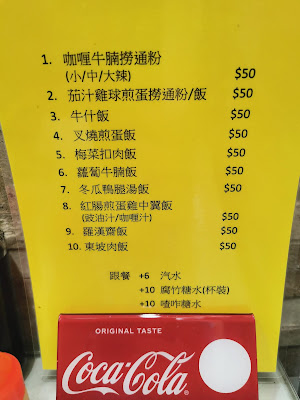 1. 咖喱牛腩撈通粉
(小/中/大辣) $50
2. 茄汁雞球煎蛋撈通粉/飯 $50
3. 牛什飯 $50
4. 叉燒煎蛋飯 $50
5. 梅菜扣肉飯 $50
6. 蘿蔔牛腩飯 $50
7. 冬瓜鴨腿湯飯 $50
8. 紅腸煎蛋雞中翼飯
(豉油汁/咖喱汁) $50
9. 羅漢齋飯 $50
10. 東坡肉飯 $50
跟餐 +6 汽水
+10 腐竹糖水(杯裝)
+10 喳咋糖水
ORIGINAL TASTE
Coca-Cola